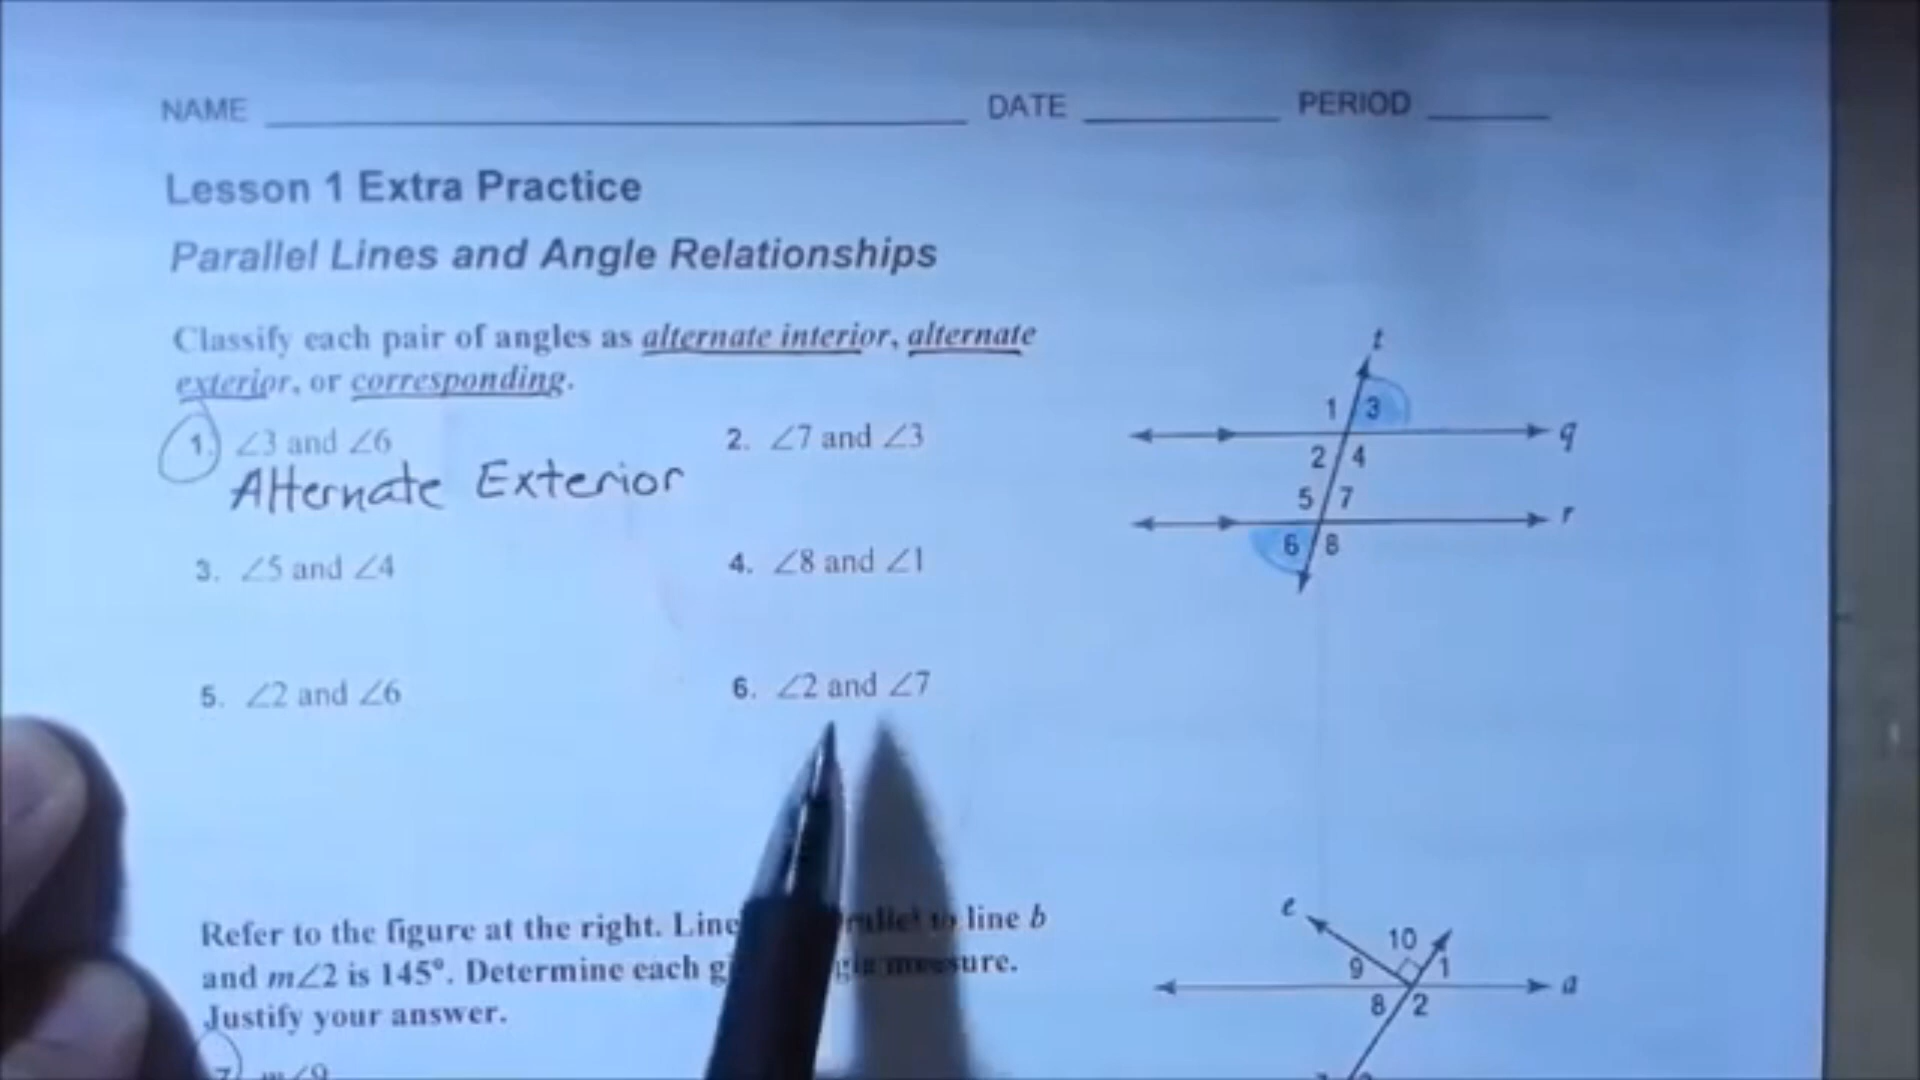 NAME DATE PERIOD
Lesson 1 Extra Practice
Parallel Lines and Angle Relationships
Classify each pair of angles as alternate interior, alternate
exterior, or corresponding.
1. ∠3 and ∠6
Alternate Exterior
2. ∠7 and ∠3
3. ∠5 and ∠4
4. ∠8 and ∠1
5. ∠2 and ∠6
6. ∠2 and ∠7
t
1 3
q
2 4
5 7
r
6 8
Refer to the figure at the right. Line to line b
and m∠2 is 145°. Determine each measure.
Justify your answer.
7. m∠9
e
10
9 1
a
8 2